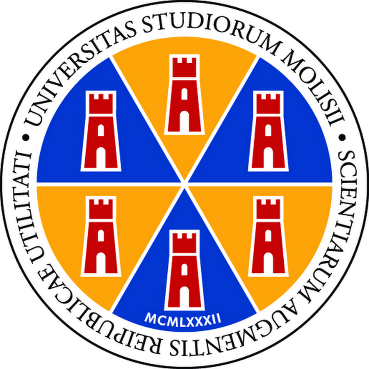 UNIVERSITAS STUDIORUM MOLISII
• SCIENTIARUM AUGMENTIS REIPUBLICAE UTILITATI •
MCMLXXXII